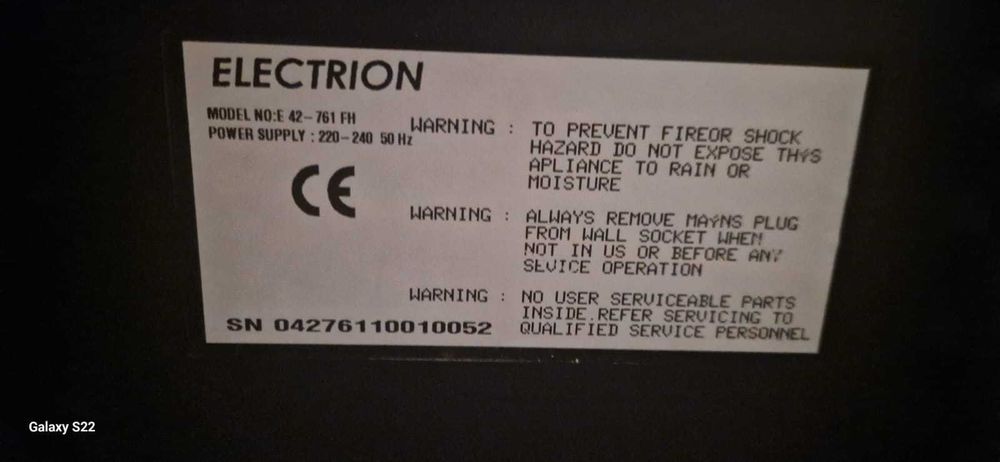 ELECTRION
MODEL NO:E 42-761 FH
POWER SUPPLY : 220-240 50 Hz
CE
WARNING : TO PREVENT FIREOR SHOCK
HAZARD DO NOT EXPOSE THYS
APLIANCE TO RAIN OR
MOISTURE
WARNING : ALWAYS REMOVE MAYNS PLUG
FROM WALL SOCKET WHEN
NOT IN US OR BEFORE ANY
SEVICE OPERATION
WARNING : NO USER SERVICEABLE PARTS
INSIDE.REFER SERVICING TO
QUALIFIED SERVICE PERSONNEL
SN 04276110010052
Galaxy S22